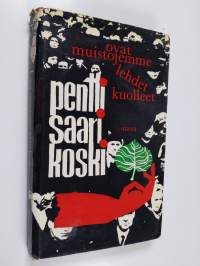 ovat
muistojemme
lehdet
kuolleet
pentti
saari
koski
otava